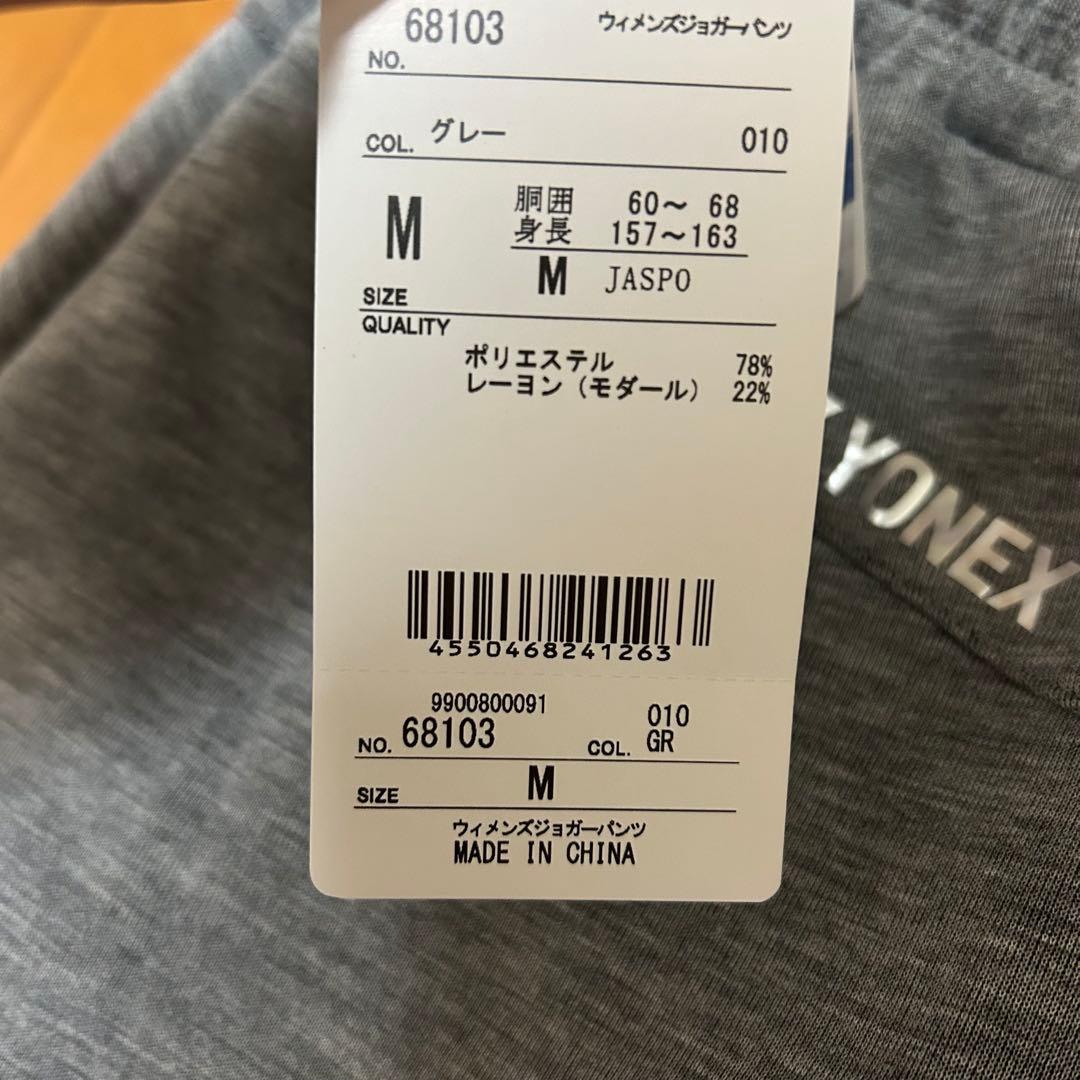 68103 ウィメンズジョガーパンツ
NO.
COL. グレー 010
M 胴囲 60～ 68
身長 157～163
M JASPO
SIZE
QUALITY
ポリエステル 78%
レーヨン（モダール） 22%
YONEX
4550468241263
9900800091
NO. 68103 COL. 010
GR
SIZE M
ウィメンズジョガーパンツ
MADE IN CHINA